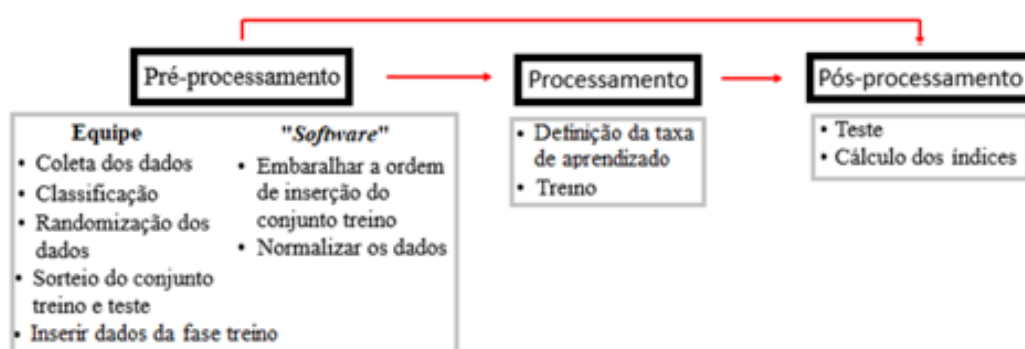 Pré-processamento
Processamento
Pós-processamento
Equipe
• Coleta dos dados
• Classificação
• Randomização dos
dados
• Sorteio do conjunto
treino e teste
• Inserir dados da fase treino
"Software"
• Embaralhar a ordem
de inserção do
conjunto treino
• Normalizar os dados
• Definição da taxa
de aprendizado
• Treino
• Teste
• Cálculo dos índices